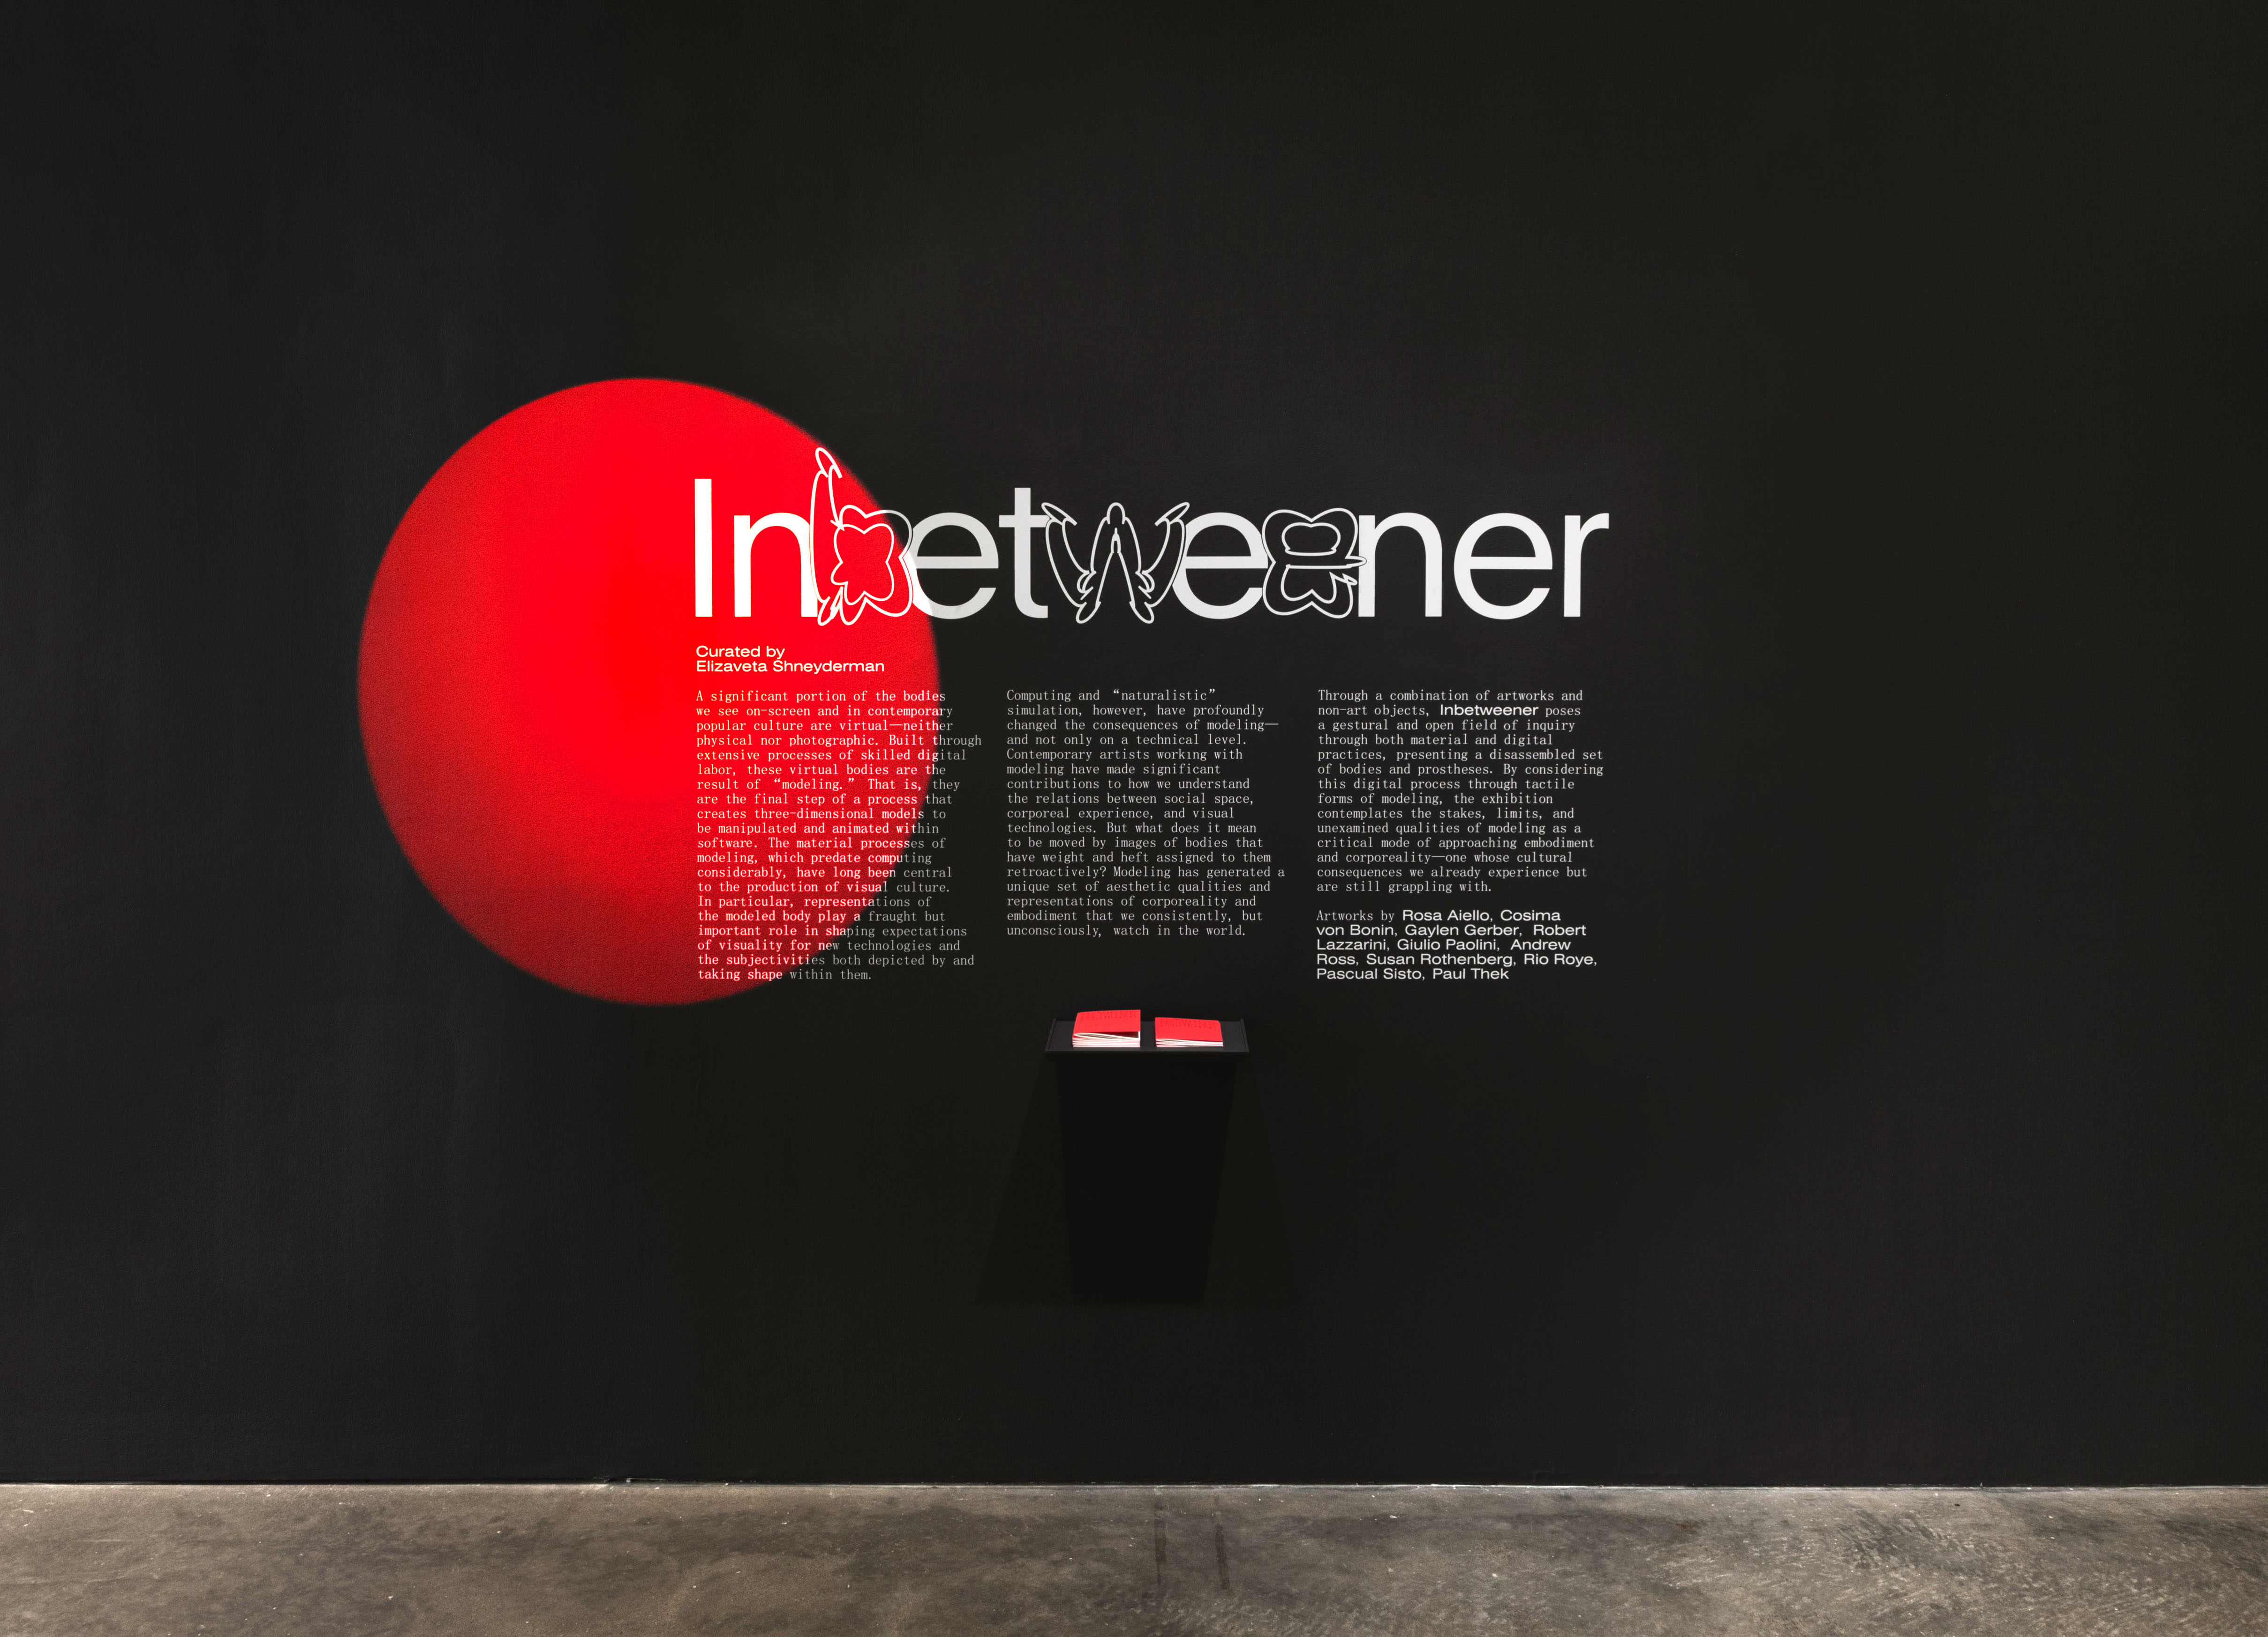 Inbetweener
Curated by
Elizaveta Shneyderman
A significant portion of the bodies
we see on-screen and in contemporary
popular culture are virtual—neither
physical nor photographic. Built through
extensive processes of skilled digital
labor, these virtual bodies are the
result of “modeling.” That is, they
are the final step of a process that
creates three-dimensional models to
be manipulated and animated within
software. The material processes of
modeling, which predate computing
considerably, have long been central
to the production of visual culture.
In particular, representations of
the modeled body play a fraught but
important role in shaping expectations
of visuality for new technologies and
the subjectivities both depicted by and
taking shape within them.
Computing and “naturalistic”
simulation, however, have profoundly
changed the consequences of modeling—
and not only on a technical level.
Contemporary artists working with
modeling have made significant
contributions to how we understand
the relations between social space,
corporeal experience, and visual
technologies. But what does it mean
to be moved by images of bodies that
have weight and heft assigned to them
retroactively? Modeling has generated a
unique set of aesthetic qualities and
representations of corporeality and
embodiment that we consistently, but
unconsciously, watch in the world.
Through a combination of artworks and
non-art objects, Inbetweener poses
a gestural and open field of inquiry
through both material and digital
practices, presenting a disassembled set
of bodies and prostheses. By considering
this digital process through tactile
forms of modeling, the exhibition
contemplates the stakes, limits, and
unexamined qualities of modeling as a
critical mode of approaching embodiment
and corporeality—one whose cultural
consequences we already experience but
are still grappling with.
Artworks by Rosa Aiello, Cosima
von Bonin, Gaylen Gerber, Robert
Lazzarini, Giulio Paolini, Andrew
Ross, Susan Rothenberg, Rio Roye,
Pascual Sisto, Paul Thek